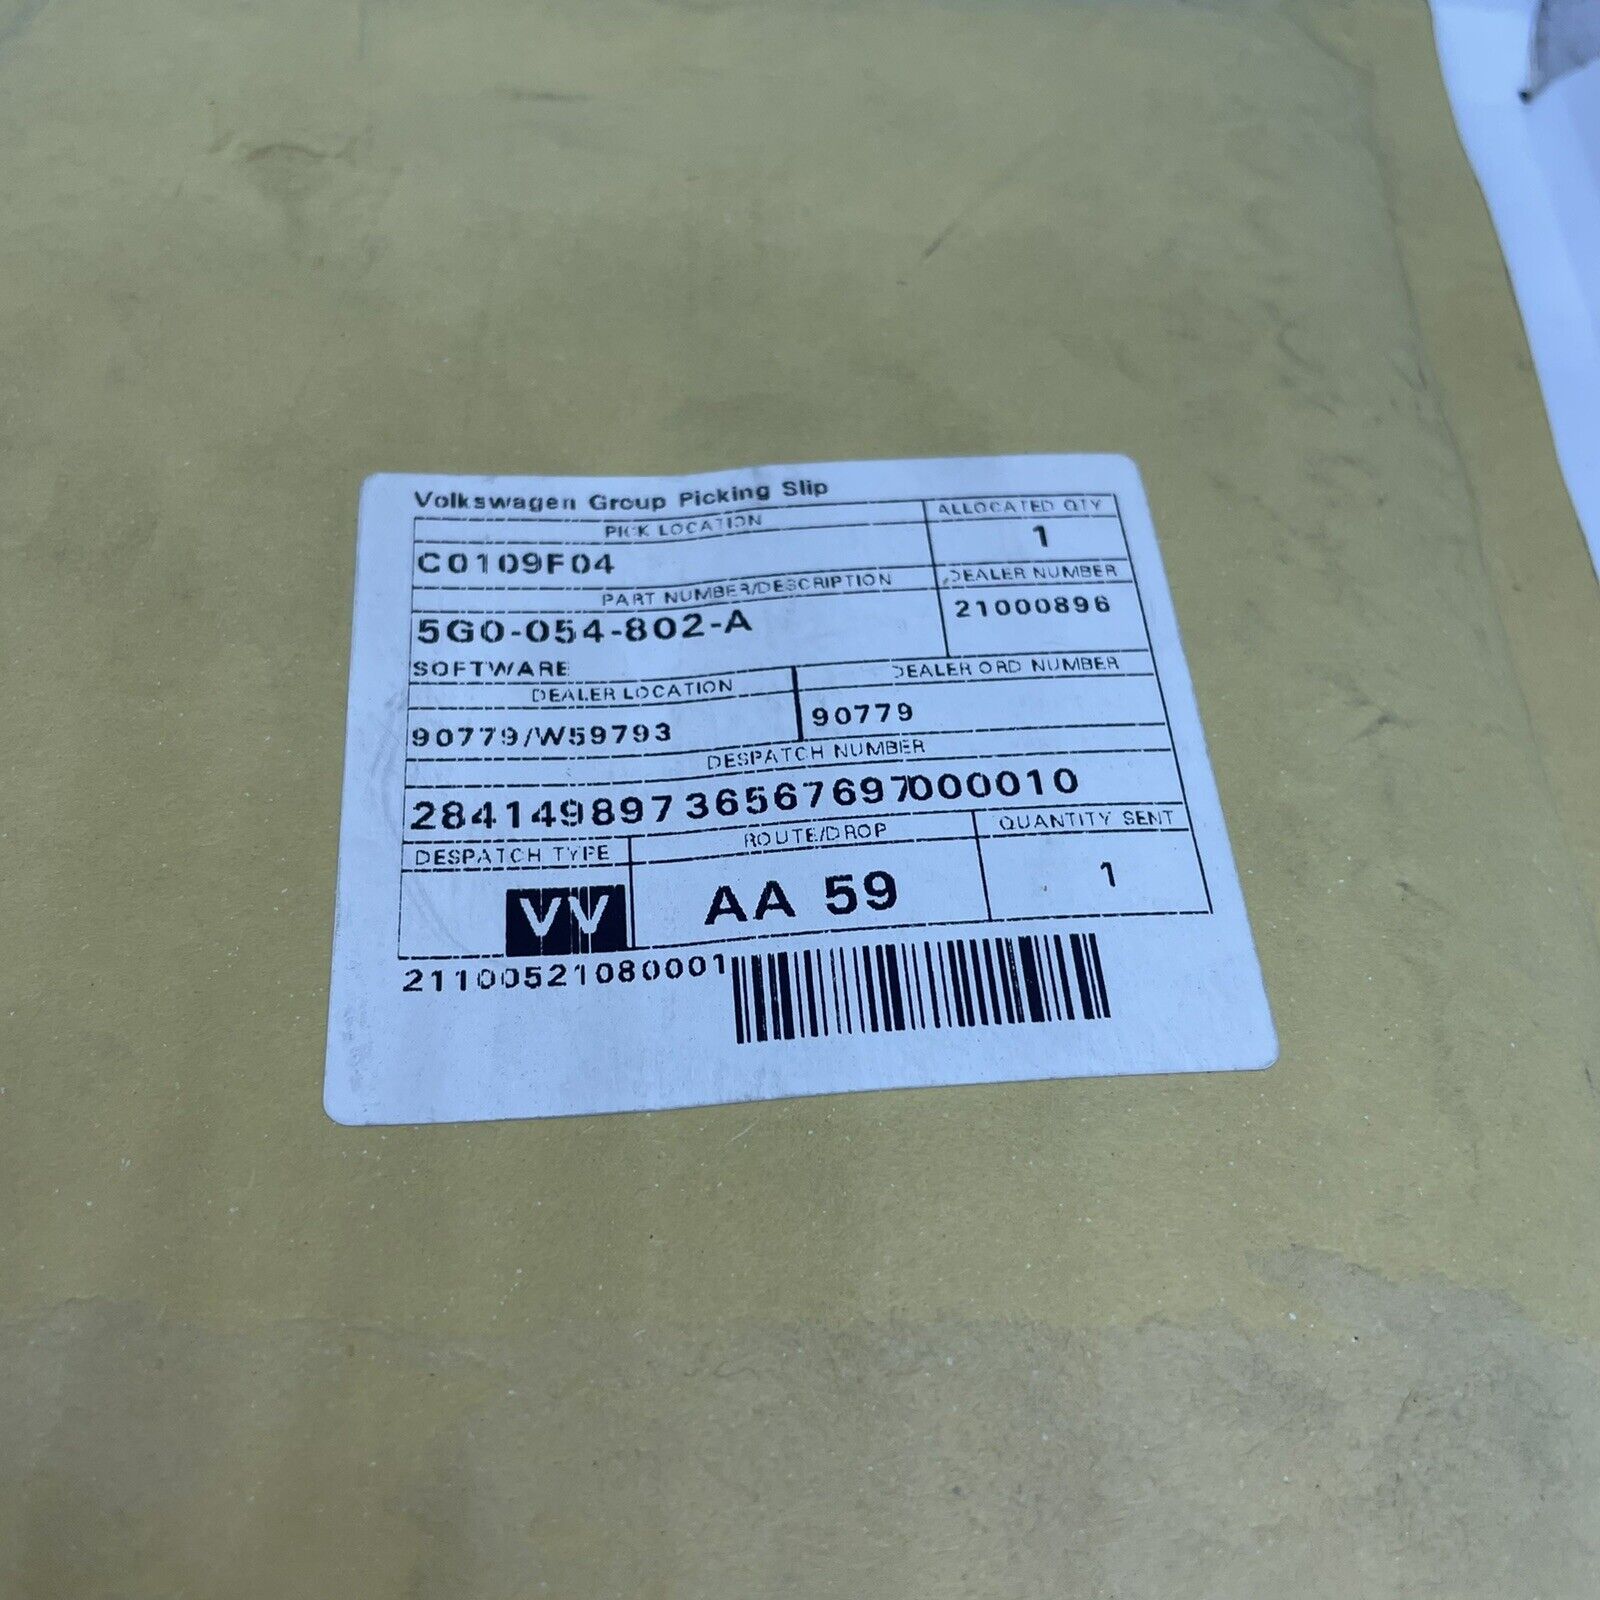 Volkswagen Group Picking Slip
PICK LOCATION ALLOCATED QTY
C0109F04 1
PART NUMBER/DESCRIPTION DEALER NUMBER
5G0-054-802-A 21000896
SOFTWARE
DEALER LOCATION DEALER ORD NUMBER
90779/W59793 90779
DESPATCH NUMBER
284149897365676970000010
DESPATCH TYPE ROUTE/DROP QUANTITY SENT
VV AA 59 1
21100521080001